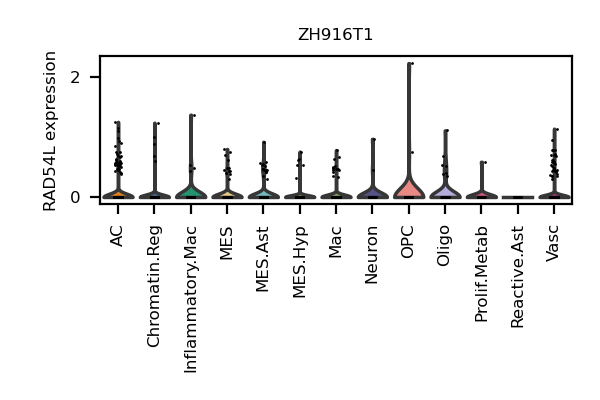 ZH916T1
RAD54L expression
2
0
AC
Chromatin.Reg
Inflammatory.Mac
MES
MES.Ast
MES.Hyp
Mac
Neuron
OPC
Oligo
Prolif.Metab
Reactive.Ast
Vasc